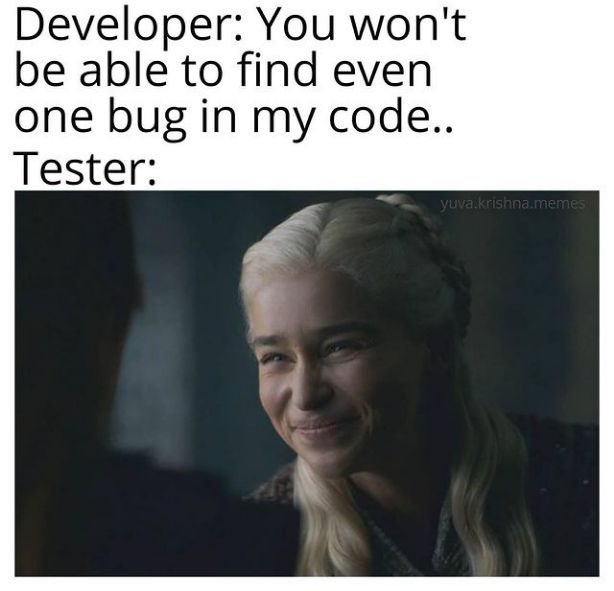 Developer: You won't
be able to find even
one bug in my code..
Tester:
yuva.krishna.memes